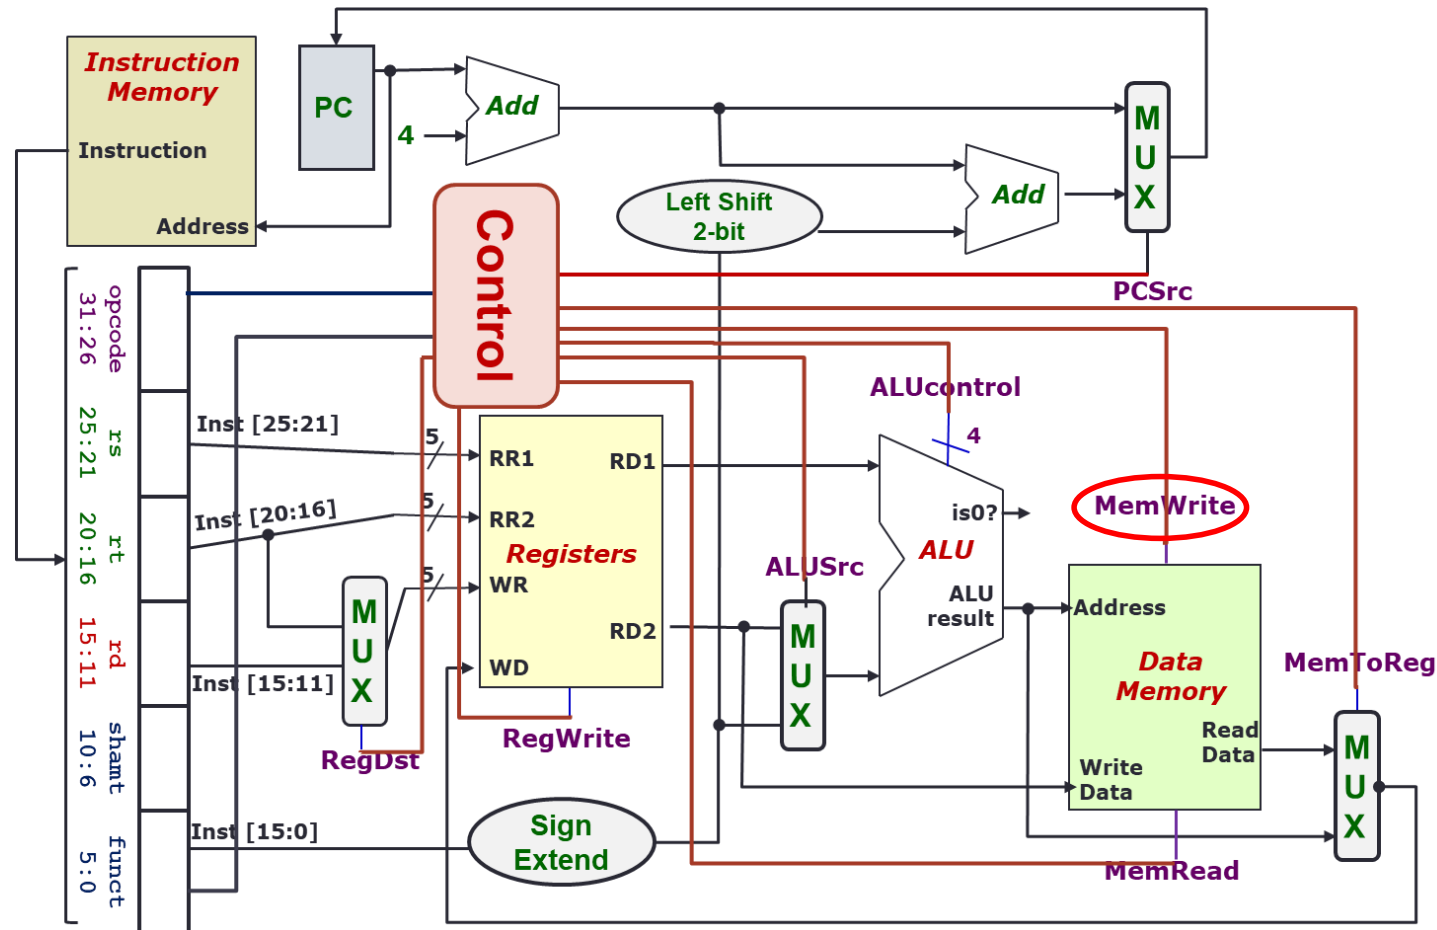 Instruction
Memory
Instruction
Address
PC
4
Add
Add
M
U
X
PCSrc
Left Shift
2-bit
Control
opcode
31:26
rs
25:21
rt
20:16
rd
15:11
shamt
10:6
funct
5:0
Inst [25:21]
Inst [20:16]
Inst [15:11]
Inst [15:0]
5
5
5
M
U
X
RegDst
RR1
RR2
WR
WD
RD1
RD2
Registers
RegWrite
Sign
Extend
ALUSrc
M
U
X
ALUcontrol
4
is0?
ALU
ALU
result
MemWrite
Address
Data
Memory
Read
Data
Write
Data
MemRead
MemToReg
M
U
X